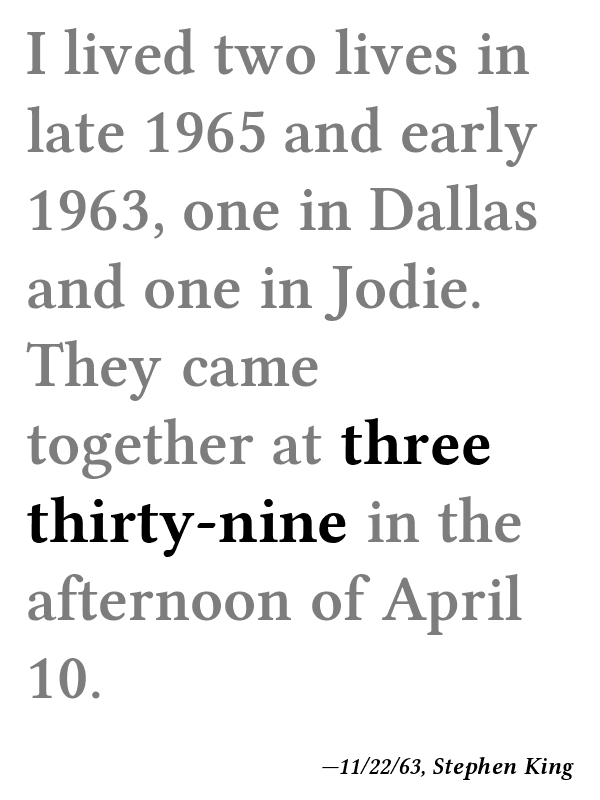 I lived two lives in
late 1965 and early
1963, one in Dallas
and one in Jodie.
They came
together at three
thirty-nine in the
afternoon of April
10.
—11/22/63, Stephen King